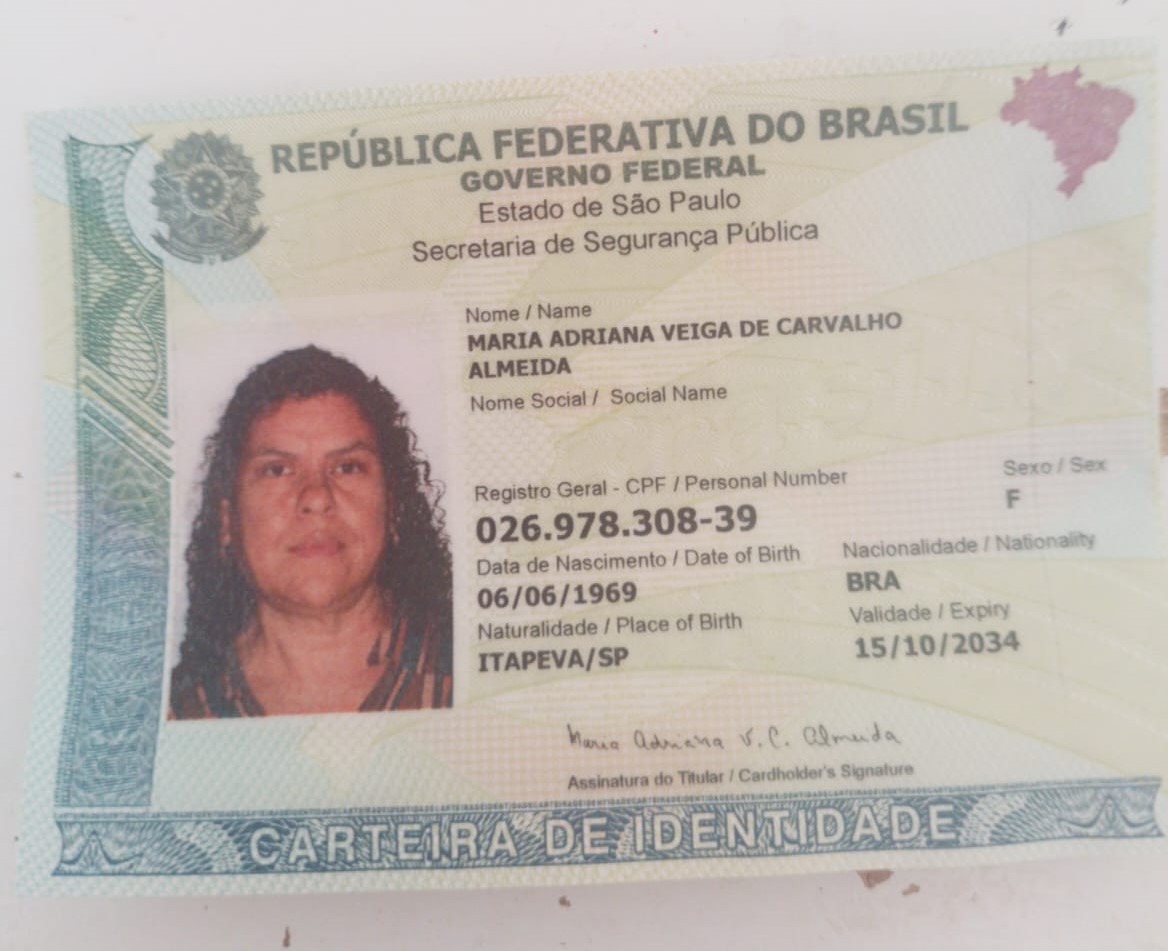 REPÚBLICA FEDERATIVA DO BRASIL
GOVERNO FEDERAL
Estado de São Paulo
Secretaria de Segurança Pública
Nome / Name
MARIA ADRIANA VEIGA DE CARVALHO
ALMEIDA
Nome Social / Social Name
Registro Geral - CPF / Personal Number
Sexo / Sex
026.978.308-39
F
Data de Nascimento / Date of Birth
Nacionalidade / Nationality
06/06/1969
BRA
Naturalidade / Place of Birth
Validade / Expiry
ITAPEVA/SP
15/10/2034
Maria Adriana V. C. Almeida
Assinatura do Titular / Cardholder's Signature
CARTEIRA DE IDENTIDADE